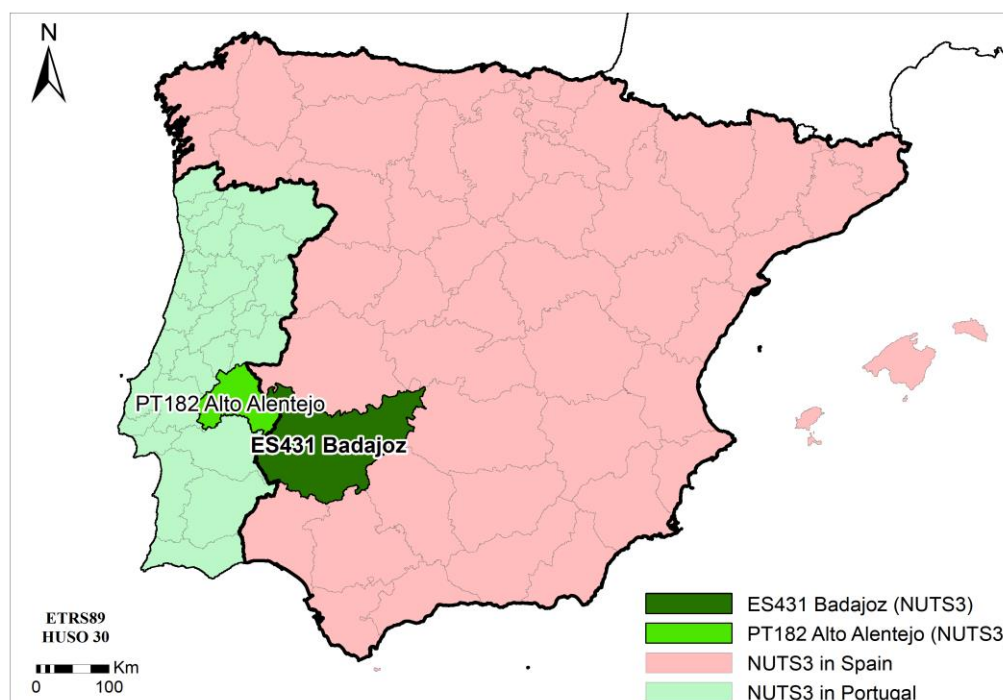 N
PT182 Alto Alentejo
ES431 Badajoz
ETRS89
HUSO 30
Km
0 100
ES431 Badajoz (NUTS3)
PT182 Alto Alentejo (NUTS3
NUTS3 in Spain
NUTS3 in Portugal